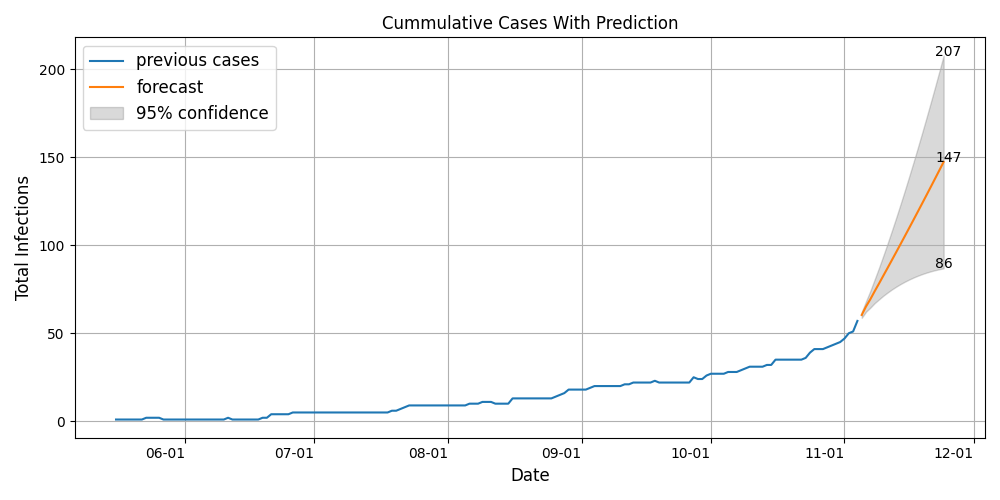 Cummulative Cases With Prediction
previous cases
forecast
95% confidence
207
147
86
200
150
100
50
0
Total Infections
06-01 07-01 08-01 09-01 10-01 11-01 12-01
Date